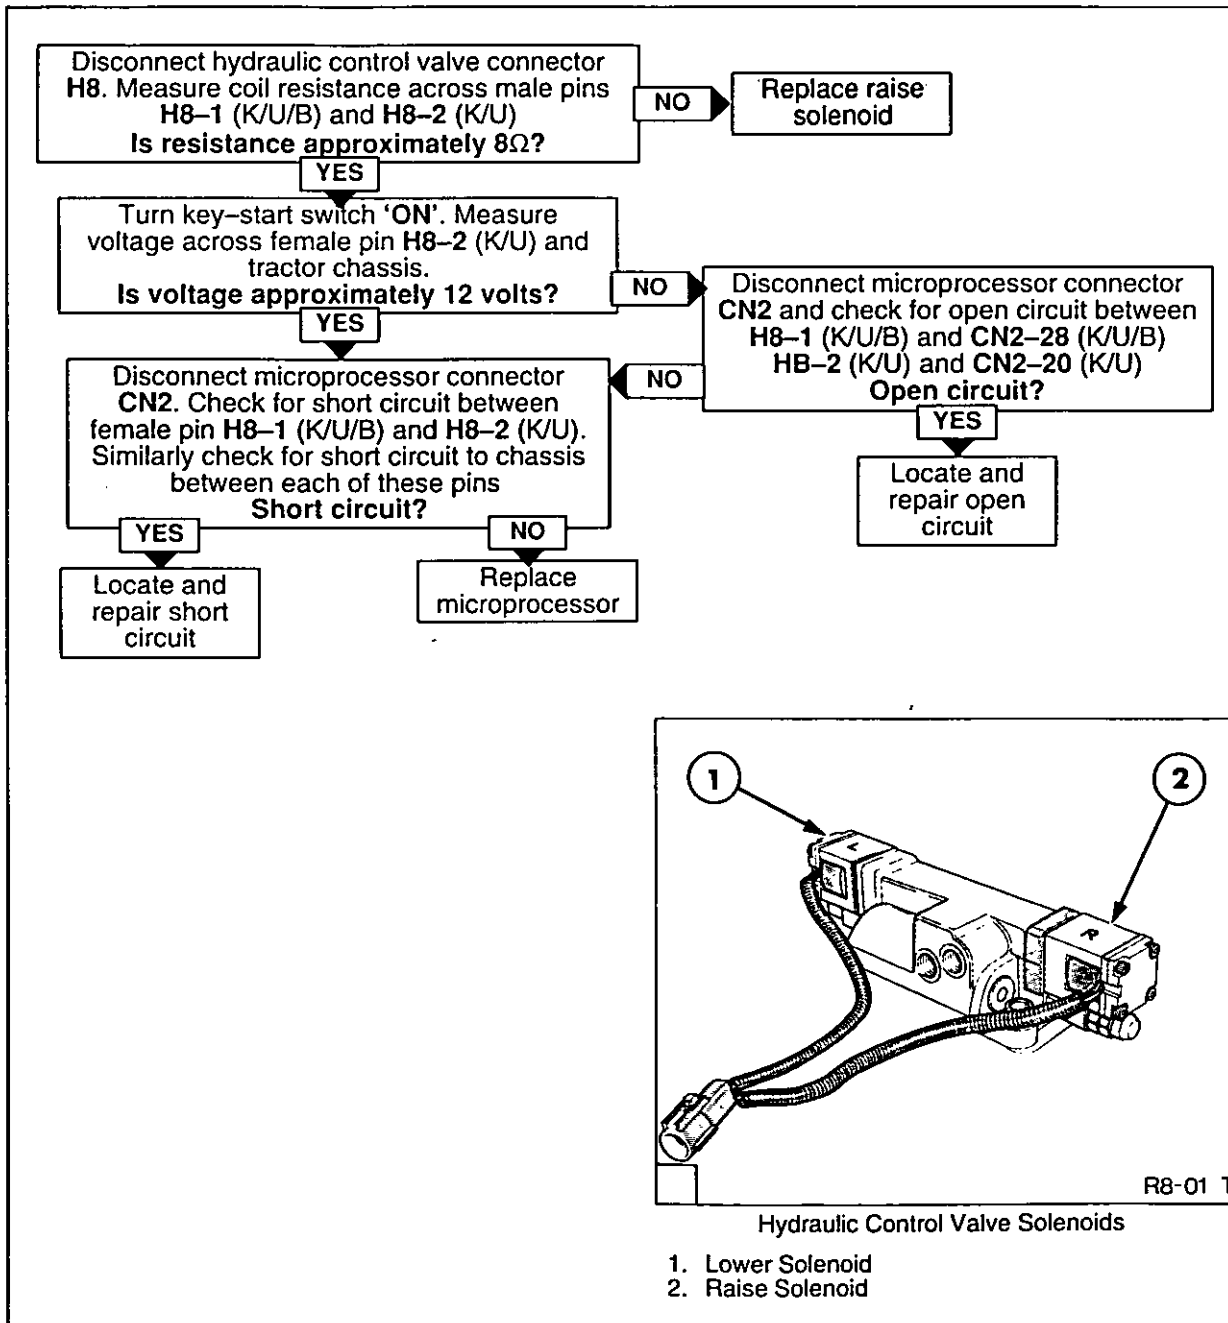 Disconnect hydraulic control valve connector
H8. Measure coil resistance across male pins
H8–1 (K/U/B) and H8–2 (K/U)
Is resistance approximately 8Ω?
NO
Replace raise
solenoid
YES
Turn key–start switch ‘ON’. Measure
voltage across female pin H8–2 (K/U) and
tractor chassis.
Is voltage approximately 12 volts?
NO
Disconnect microprocessor connector
CN2 and check for open circuit between
H8–1 (K/U/B) and CN2–28 (K/U/B)
HB–2 (K/U) and CN2–20 (K/U)
Open circuit?
YES
NO
Disconnect microprocessor connector
CN2. Check for short circuit between
female pin H8–1 (K/U/B) and H8–2 (K/U).
Similarly check for short circuit to chassis
between each of these pins
Short circuit?
YES
Locate and
repair open
circuit
YES
NO
Locate and
repair short
circuit
Replace
microprocessor
1
2
L
R
R8-01 T
Hydraulic Control Valve Solenoids
1. Lower Solenoid
2. Raise Solenoid